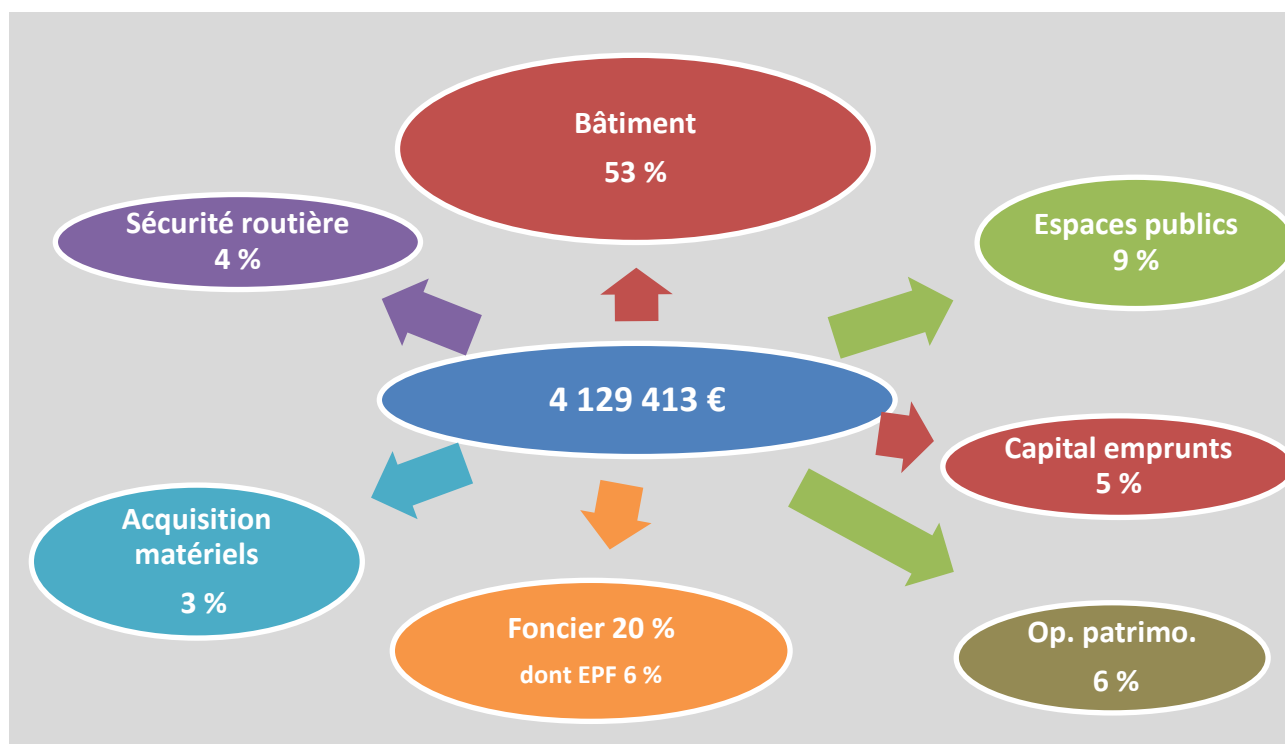 Bâtiment
53 %
Sécurité routière
4 %
Espaces publics
9 %
4 129 413 €
Capital emprunts
5 %
Acquisition
matériels
3 %
Foncier 20 %
dont EPF 6 %
Op. patrimo.
6 %